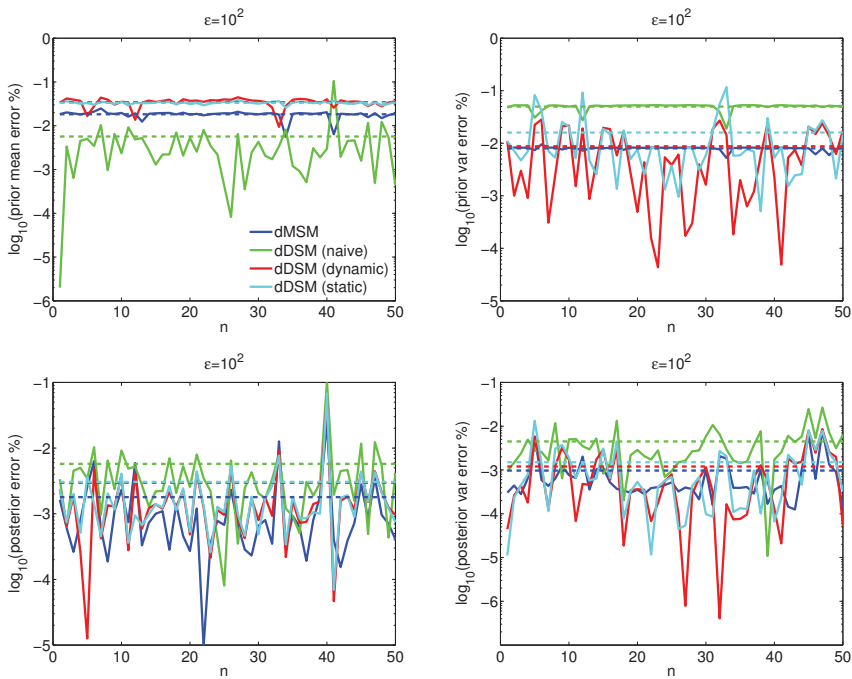 ε=10²
log₁₀(prior mean error %)
0
−1
−2
−3
−4
−5
−6
0 10 20 30 40 50
n
dMSM
dDSM (naive)
dDSM (dynamic)
dDSM (static)
ε=10²
log₁₀(prior var error %)
0
−1
−2
−3
−4
−5
0 10 20 30 40 50
n
ε=10²
log₁₀(posterior error %)
−1
−2
−3
−4
−5
0 10 20 30 40 50
n
ε=10²
log₁₀(posterior var error %)
−1
−2
−3
−4
−5
−6
0 10 20 30 40 50
n